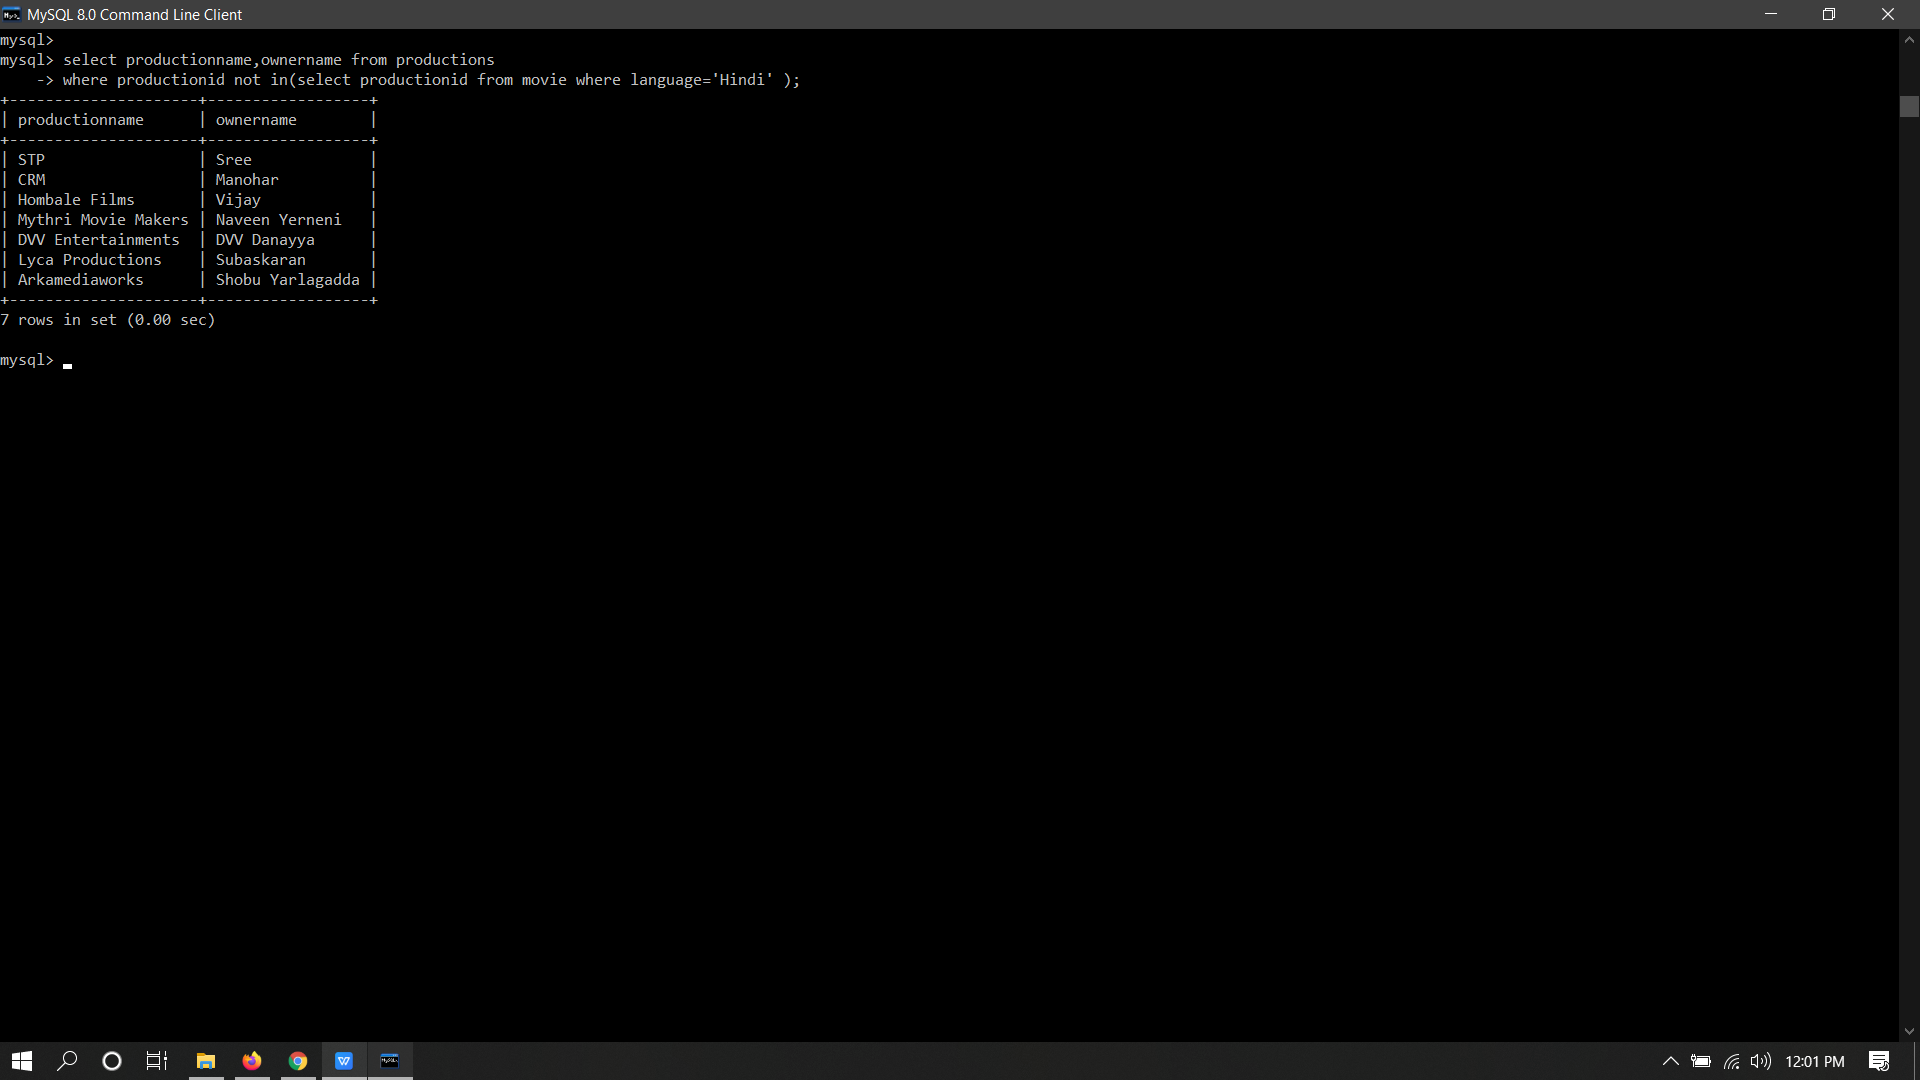 MySQL 8.0 Command Line Client
mysql>
mysql> select productionname,ownername from productions
    -> where productionid not in(select productionid from movie where language='Hindi' );
+---------------------+------------------+
| productionname      | ownername        |
+---------------------+------------------+
| STP                 | Sree             |
| CRM                 | Manohar          |
| Hombale Films       | Vijay            |
| Mythri Movie Makers | Naveen Yerneni   |
| DVV Entertainments  | DVV Danayya      |
| Lyca Productions    | Subaskaran       |
| Arkamediaworks      | Shobu Yarlagadda |
+---------------------+------------------+
7 rows in set (0.00 sec)
mysql>
12:01 PM